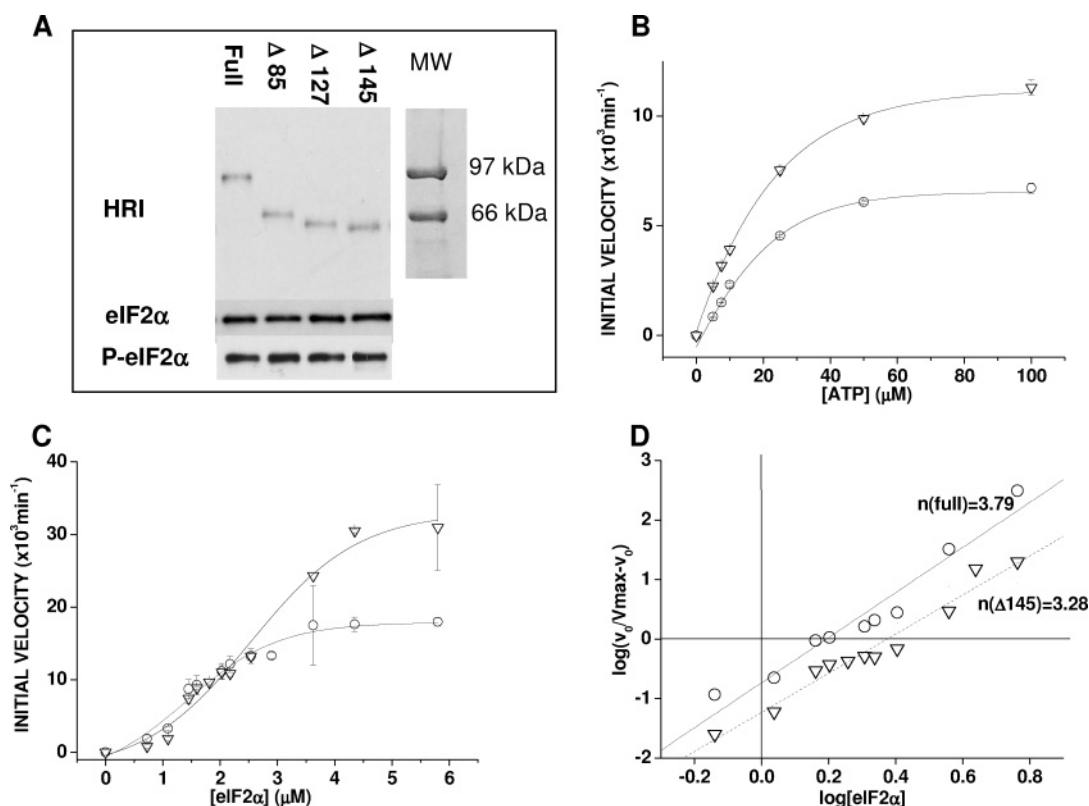 A
Full
Δ 85
Δ 127
Δ 145
MW
97 kDa
66 kDa
HRI
eIF2α
P-eIF2α
B
INITIAL VELOCITY (x10³min⁻¹)
10
5
0
0 20 40 60 80 100
[ATP] (μM)
C
INITIAL VELOCITY (x10³min⁻¹)
40
30
20
10
0
0 1 2 3 4 5 6
[eIF2α] (μM)
D
log(v₀/Vmax-v₀)
3
2
1
0
-1
-2
n(full)=3.79
n(Δ145)=3.28
-0.2 0.0 0.2 0.4 0.6 0.8
log[eIF2α]